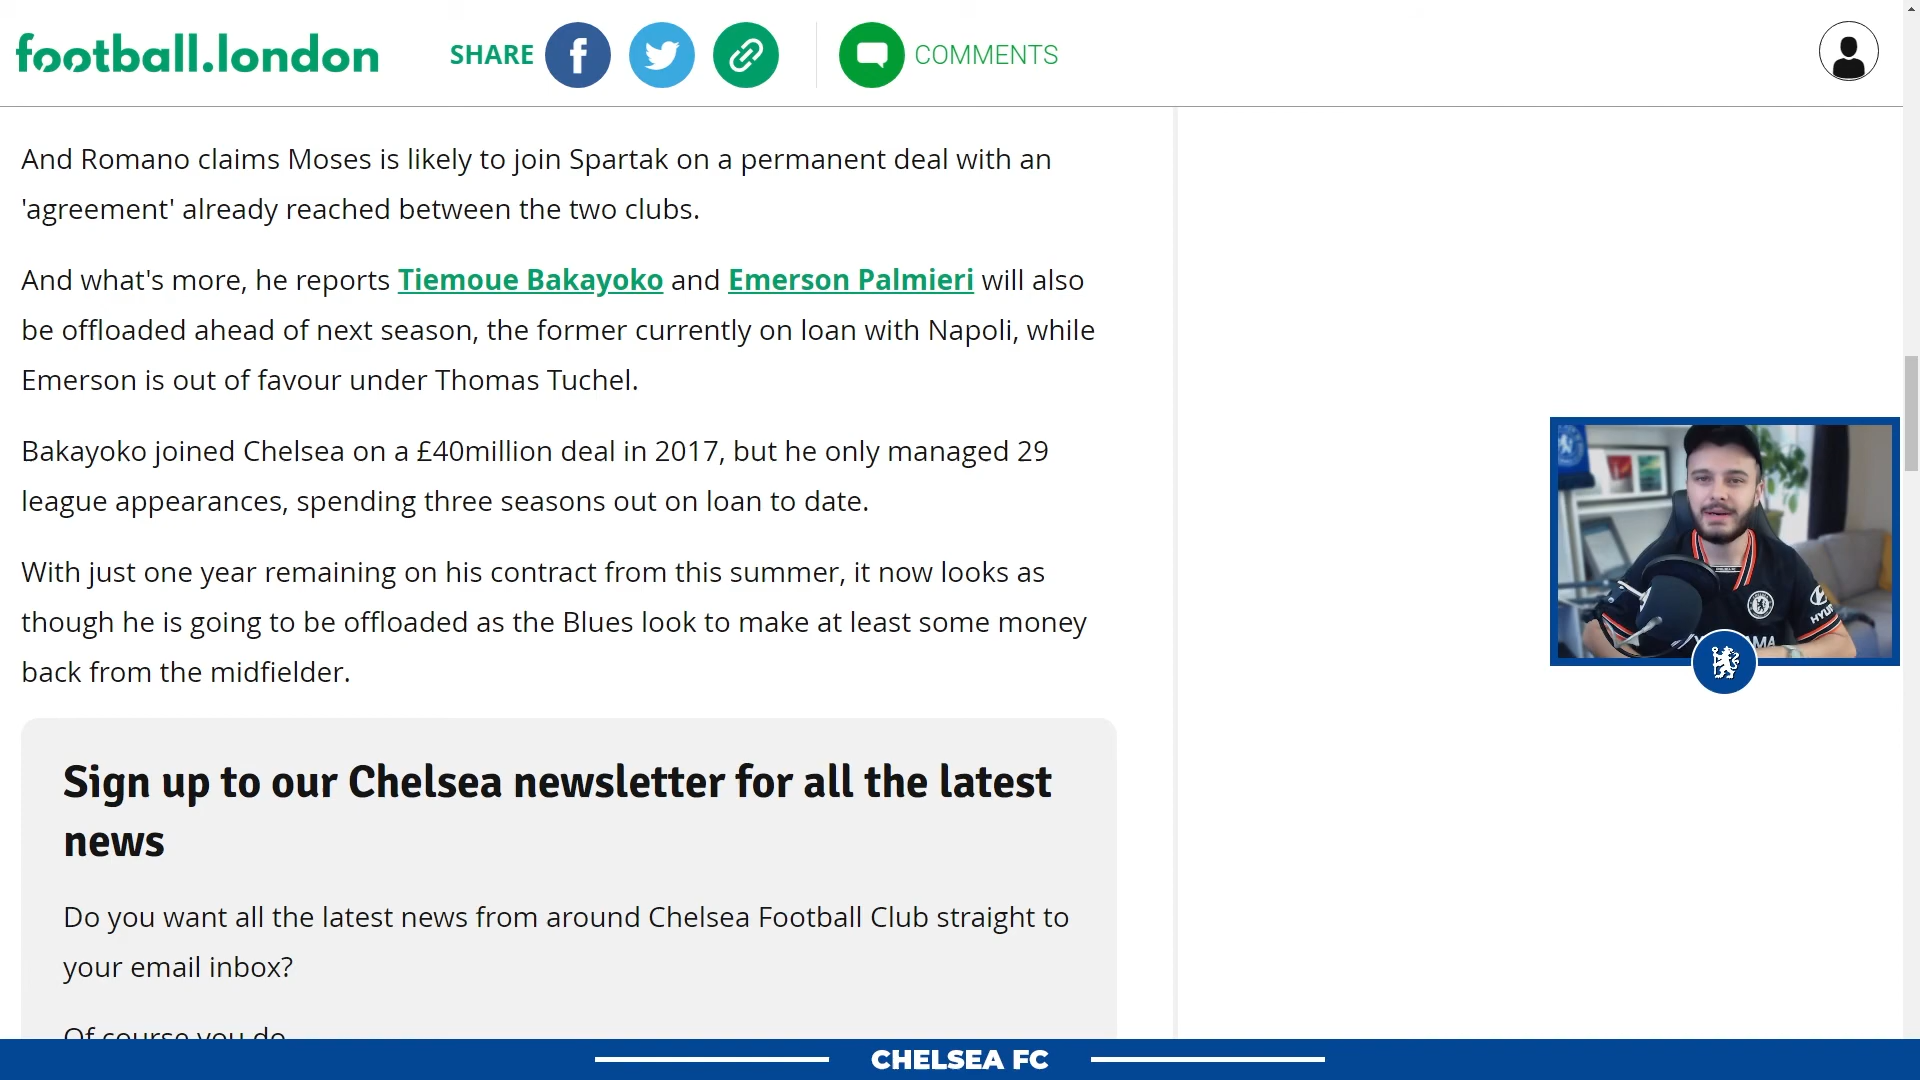 football.london
SHARE
COMMENTS
And Romano claims Moses is likely to join Spartak on a permanent deal with an
'agreement' already reached between the two clubs.
And what's more, he reports Tiemoue Bakayoko and Emerson Palmieri will also
be offloaded ahead of next season, the former currently on loan with Napoli, while
Emerson is out of favour under Thomas Tuchel.
Bakayoko joined Chelsea on a £40million deal in 2017, but he only managed 29
league appearances, spending three seasons out on loan to date.
With just one year remaining on his contract from this summer, it now looks as
though he is going to be offloaded as the Blues look to make at least some money
back from the midfielder.
Sign up to our Chelsea newsletter for all the latest
news
Do you want all the latest news from around Chelsea Football Club straight to
your email inbox?
Of course you do.
CHELSEA FC